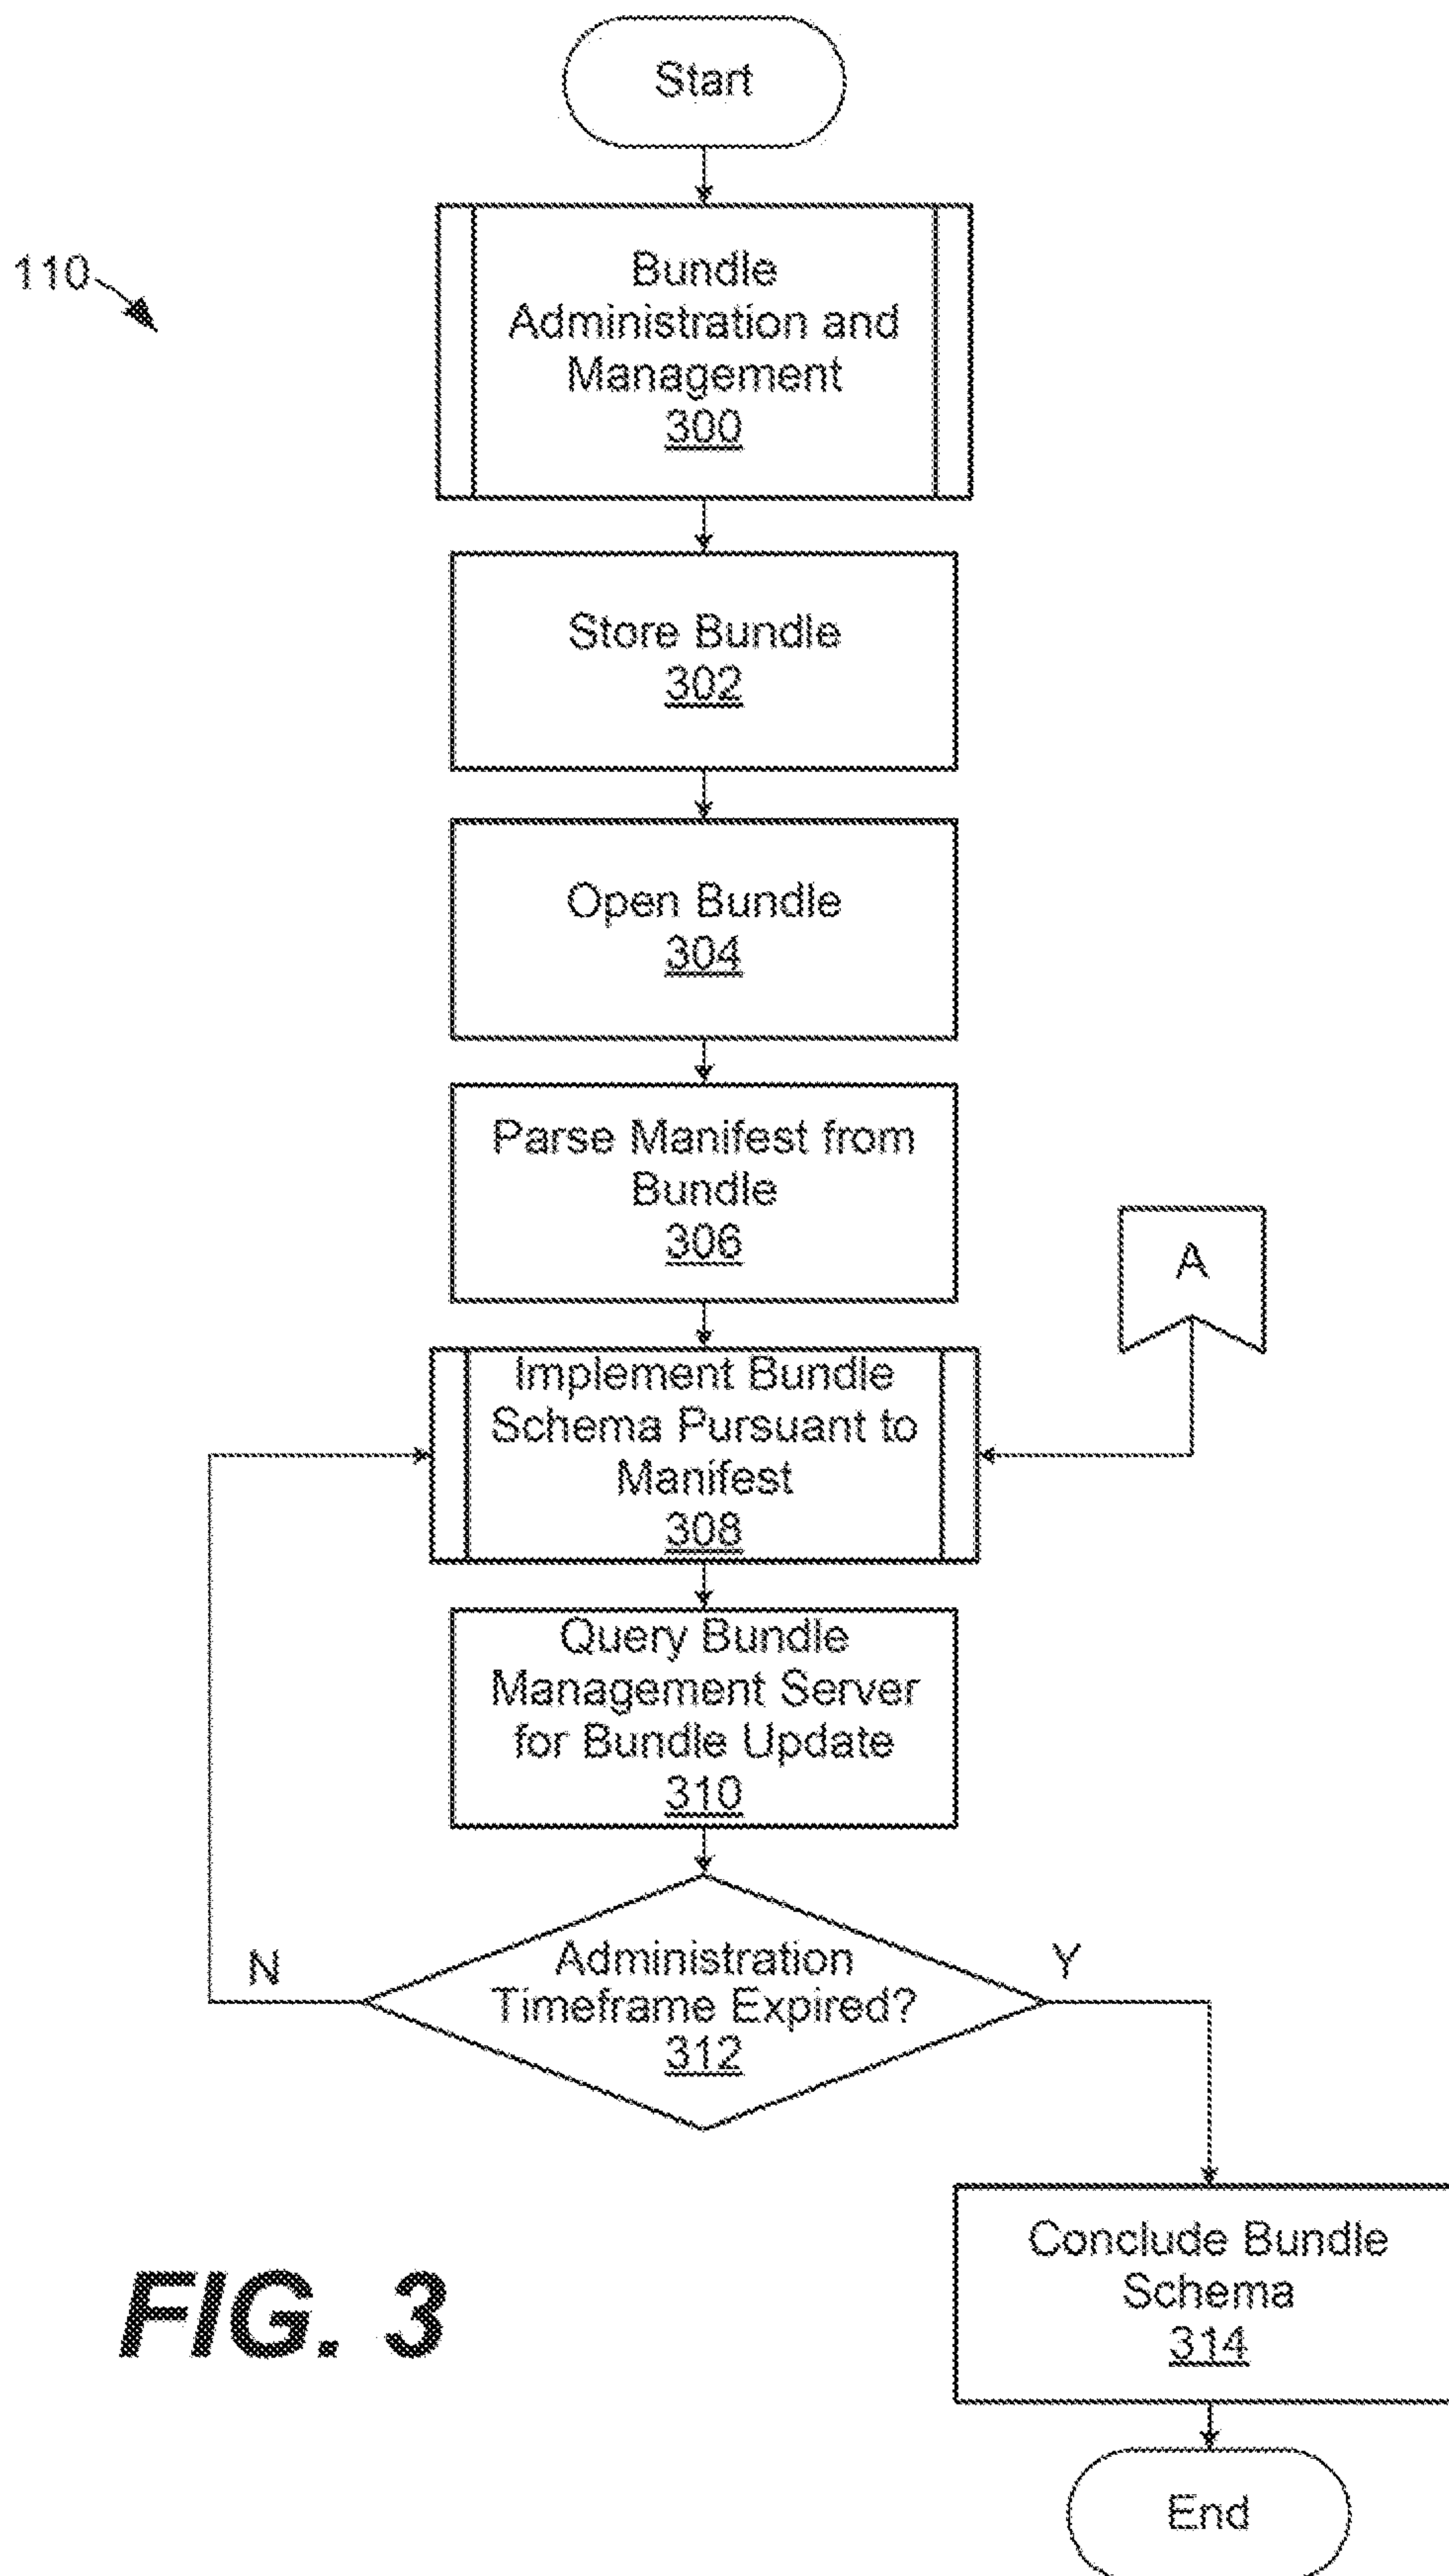 Start
110
Bundle
Administration and
Management
300
Store Bundle
302
Open Bundle
304
Parse Manifest from
Bundle
306
A
Implement Bundle
Schema Pursuant to
Manifest
308
Query Bundle
Management Server
for Bundle Update
310
N
Administration
Timeframe Expired?
312
Y
Conclude Bundle
Schema
314
FIG. 3
End